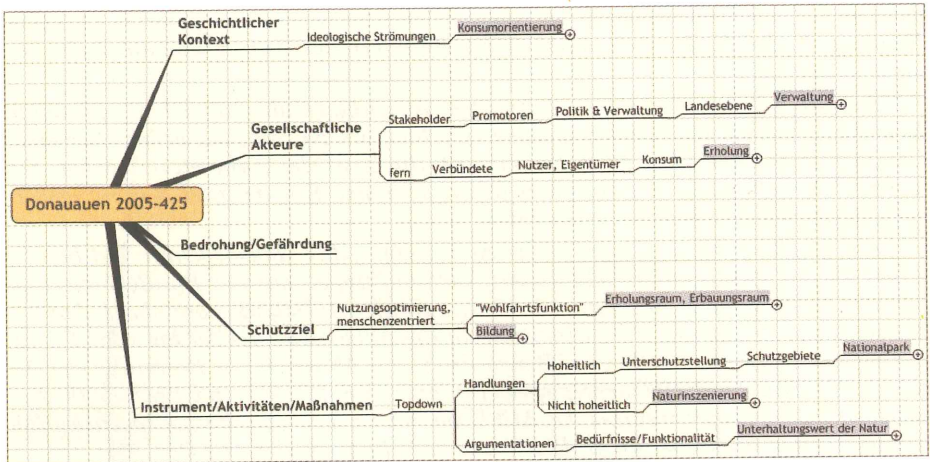 Geschichtlicher
Kontext
Ideologische Strömungen
Konsumorientierung
Gesellschaftliche
Akteure
Stakeholder
Promotoren
Politik & Verwaltung
Landesebene
Verwaltung
fern
Verbündete
Nutzer, Eigentümer
Konsum
Erholung
Donauauen 2005-425
Bedrohung/Gefährdung
Schutzziel
Nutzungsoptimierung,
menschenzentriert
"Wohlfahrtsfunktion"
Erholungsraum, Erbauungsraum
Bildung
Instrument/Aktivitäten/Maßnahmen
Topdown
Handlungen
Hoheitlich
Unterschutzstellung
Schutzgebiete
Nationalpark
Nicht hoheitlich
Naturinszenierung
Argumentationen
Bedürfnisse/Funktionalität
Unterhaltungswert der Natur